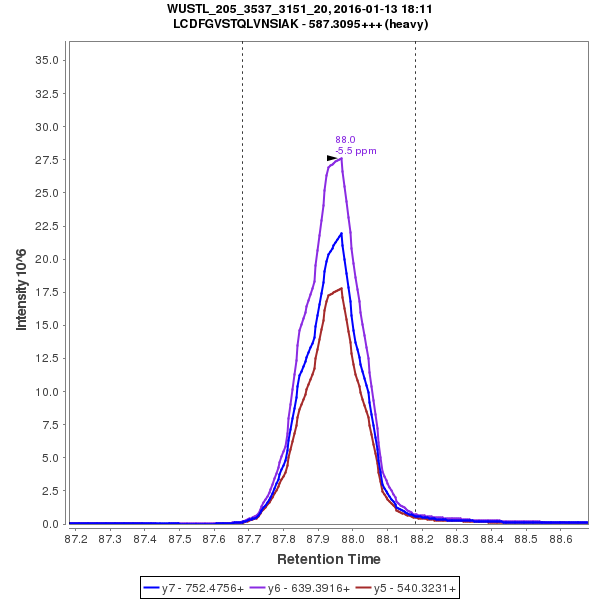 WUSTL_205_3537_3151_20, 2016-01-13 18:11
LCDFGVSTQLVNSIAK - 587.3095+++ (heavy)
35.0
32.5
30.0
27.5
25.0
22.5
20.0
17.5
15.0
12.5
10.0
7.5
5.0
2.5
0.0
Intensity 10^6
88.0
-5.5 ppm
87.2 87.3 87.4 87.5 87.6 87.7 87.8 87.9 88.0 88.1 88.2 88.3 88.4 88.5 88.6
Retention Time
y7 - 752.4756+ y6 - 639.3916+ y5 - 540.3231+